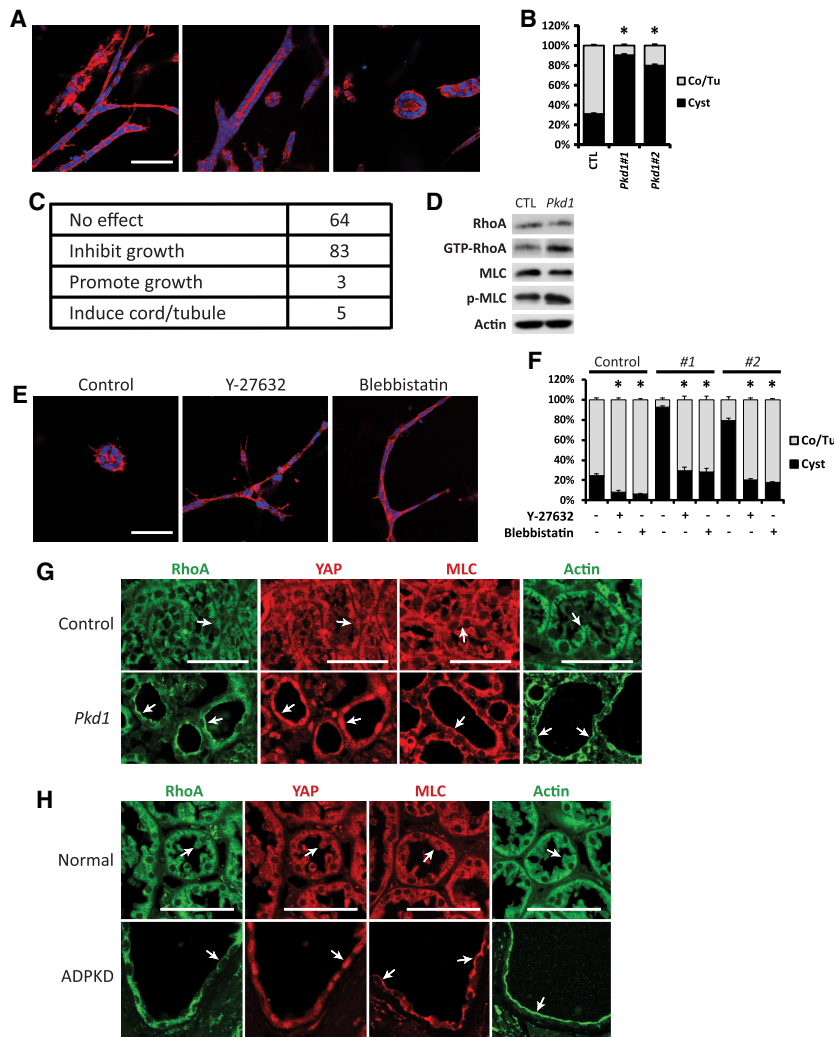 A
B
120%
100%
80%
60%
40%
20%
0%
* *
Co/Tu
Cyst
CTL
Pkd1#1
Pkd1#2
C
No effect 64
Inhibit growth 83
Promote growth 3
Induce cord/tubule 5
D
CTL Pkd1
RhoA
GTP-RhoA
MLC
p-MLC
Actin
E
Control Y-27632 Blebbistatin
F
Control #1 #2
120%
100%
80%
60%
40%
20%
0%
* * * * * *
Co/Tu
Cyst
Y-27632 - + - - + - - + -
Blebbistatin - - + - - + - - +
G
RhoA YAP MLC Actin
Control
Pkd1
H
RhoA YAP MLC Actin
Normal
ADPKD